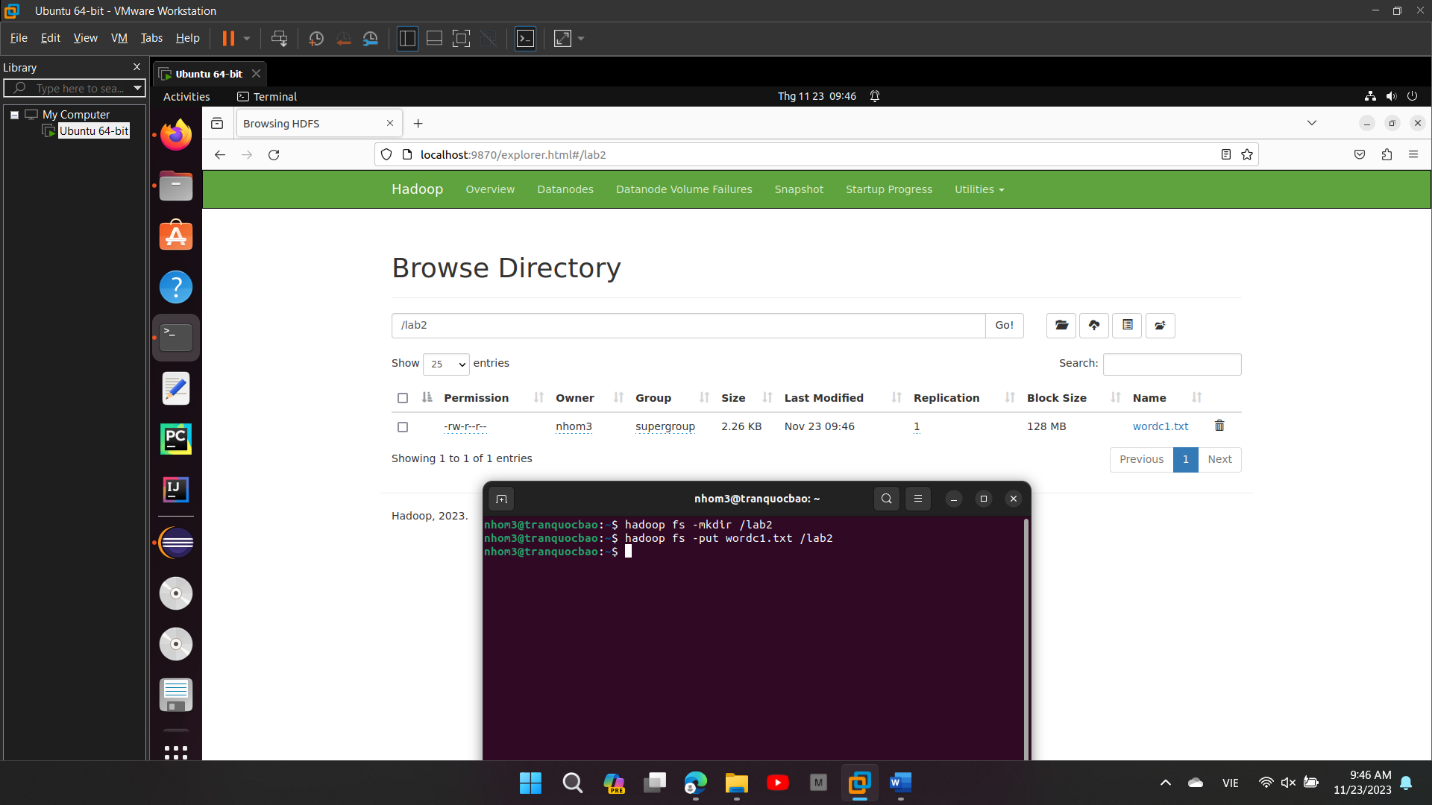 Ubuntu 64-bit - VMware Workstation
File Edit View VM Tabs Help
Library
Type here to sea...
My Computer
Ubuntu 64-bit
Ubuntu 64-bit
Activities Terminal Thg 11 23 09:46
Browsing HDFS
localhost:9870/explorer.html#/lab2
Hadoop Overview Datanodes Datanode Volume Failures Snapshot Startup Progress Utilities
Browse Directory
/lab2 Go!
Show 25 entries Search:
Permission Owner Group Size Last Modified Replication Block Size Name
-rw-r--r-- nhom3 supergroup 2.26 KB Nov 23 09:46 1 128 MB wordc1.txt
Showing 1 to 1 of 1 entries Previous 1 Next
Hadoop, 2023.
nhom3@tranquocbao: ~
nhom3@tranquocbao:~$ hadoop fs -mkdir /lab2
nhom3@tranquocbao:~$ hadoop fs -put wordc1.txt /lab2
nhom3@tranquocbao:~$
PC
IJ
PRE
M
W
VIE
9:46 AM
11/23/2023